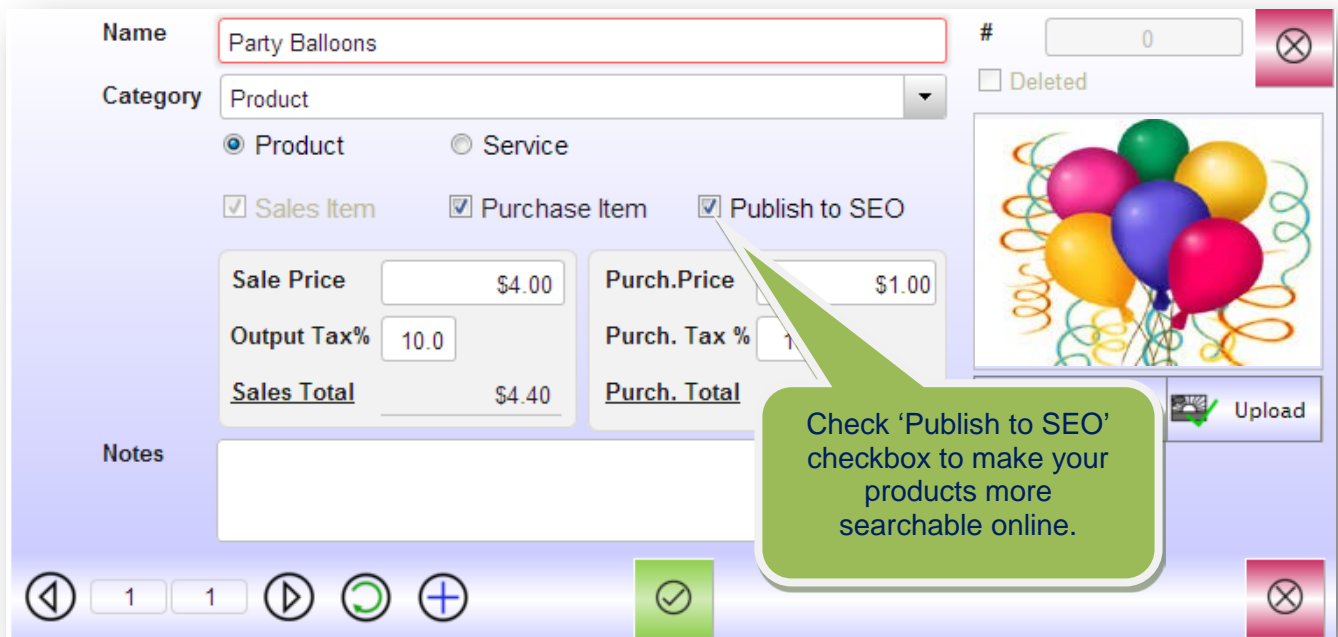 Name Party Balloons # 0
Deleted
Category Product
Product Service
Sales Item Purchase Item Publish to SEO
Sale Price $4.00 Purch.Price $1.00
Output Tax% 10.0 Purch. Tax %
Sales Total $4.40 Purch. Total
Upload
Check ‘Publish to SEO’
checkbox to make your
products more
searchable online.
Notes
1 1